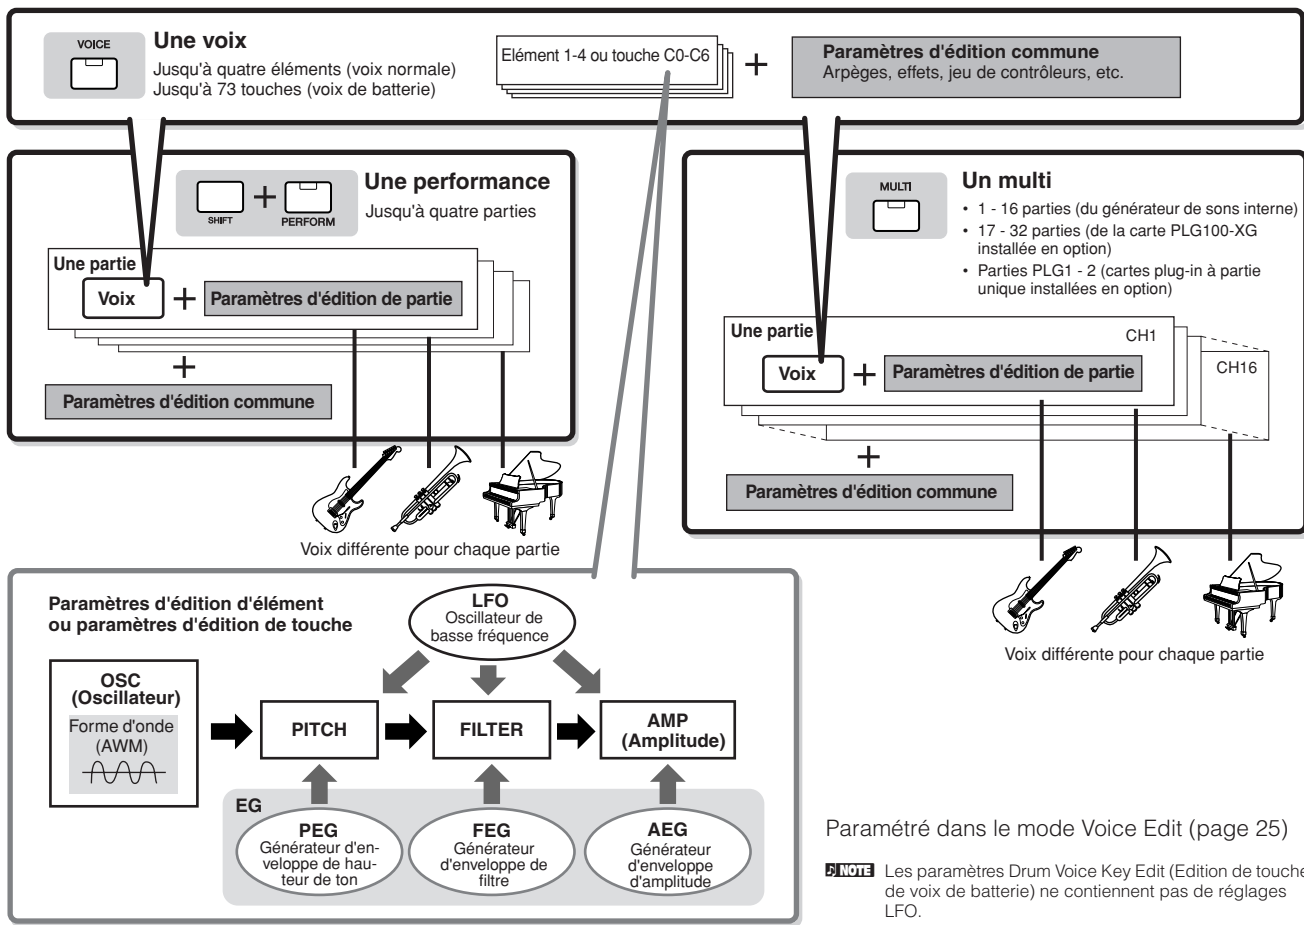 VOICE
Une voix
Jusqu'à quatre éléments (voix normale)
Jusqu'à 73 touches (voix de batterie)
Elément 1-4 ou touche C0-C6
+
Paramètres d'édition commune
Arpèges, effets, jeu de contrôleurs, etc.
SHIFT
+
PERFORM
Une performance
Jusqu'à quatre parties
Une partie
Voix
+
Paramètres d'édition de partie
+
Paramètres d'édition commune
Voix différente pour chaque partie
MULTI
Un multi
• 1 - 16 parties (du générateur de sons interne)
• 17 - 32 parties (de la carte PLG100-XG
installée en option)
• Parties PLG1 - 2 (cartes plug-in à partie
unique installées en option)
Une partie
CH1
CH16
Voix
+
Paramètres d'édition de partie
+
Paramètres d'édition commune
Voix différente pour chaque partie
Paramètres d'édition d'élément
ou paramètres d'édition de touche
LFO
Oscillateur de
basse fréquence
OSC
(Oscillateur)
Forme d'onde
(AWM)
PITCH
FILTER
AMP
(Amplitude)
EG
PEG
Générateur d'en-
veloppe de hau-
teur de ton
FEG
Générateur
d'enveloppe de
filtre
AEG
Générateur
d'enveloppe
d'amplitude
Paramétré dans le mode Voice Edit (page 25)
NOTE Les paramètres Drum Voice Key Edit (Edition de touche
de voix de batterie) ne contiennent pas de réglages
LFO.